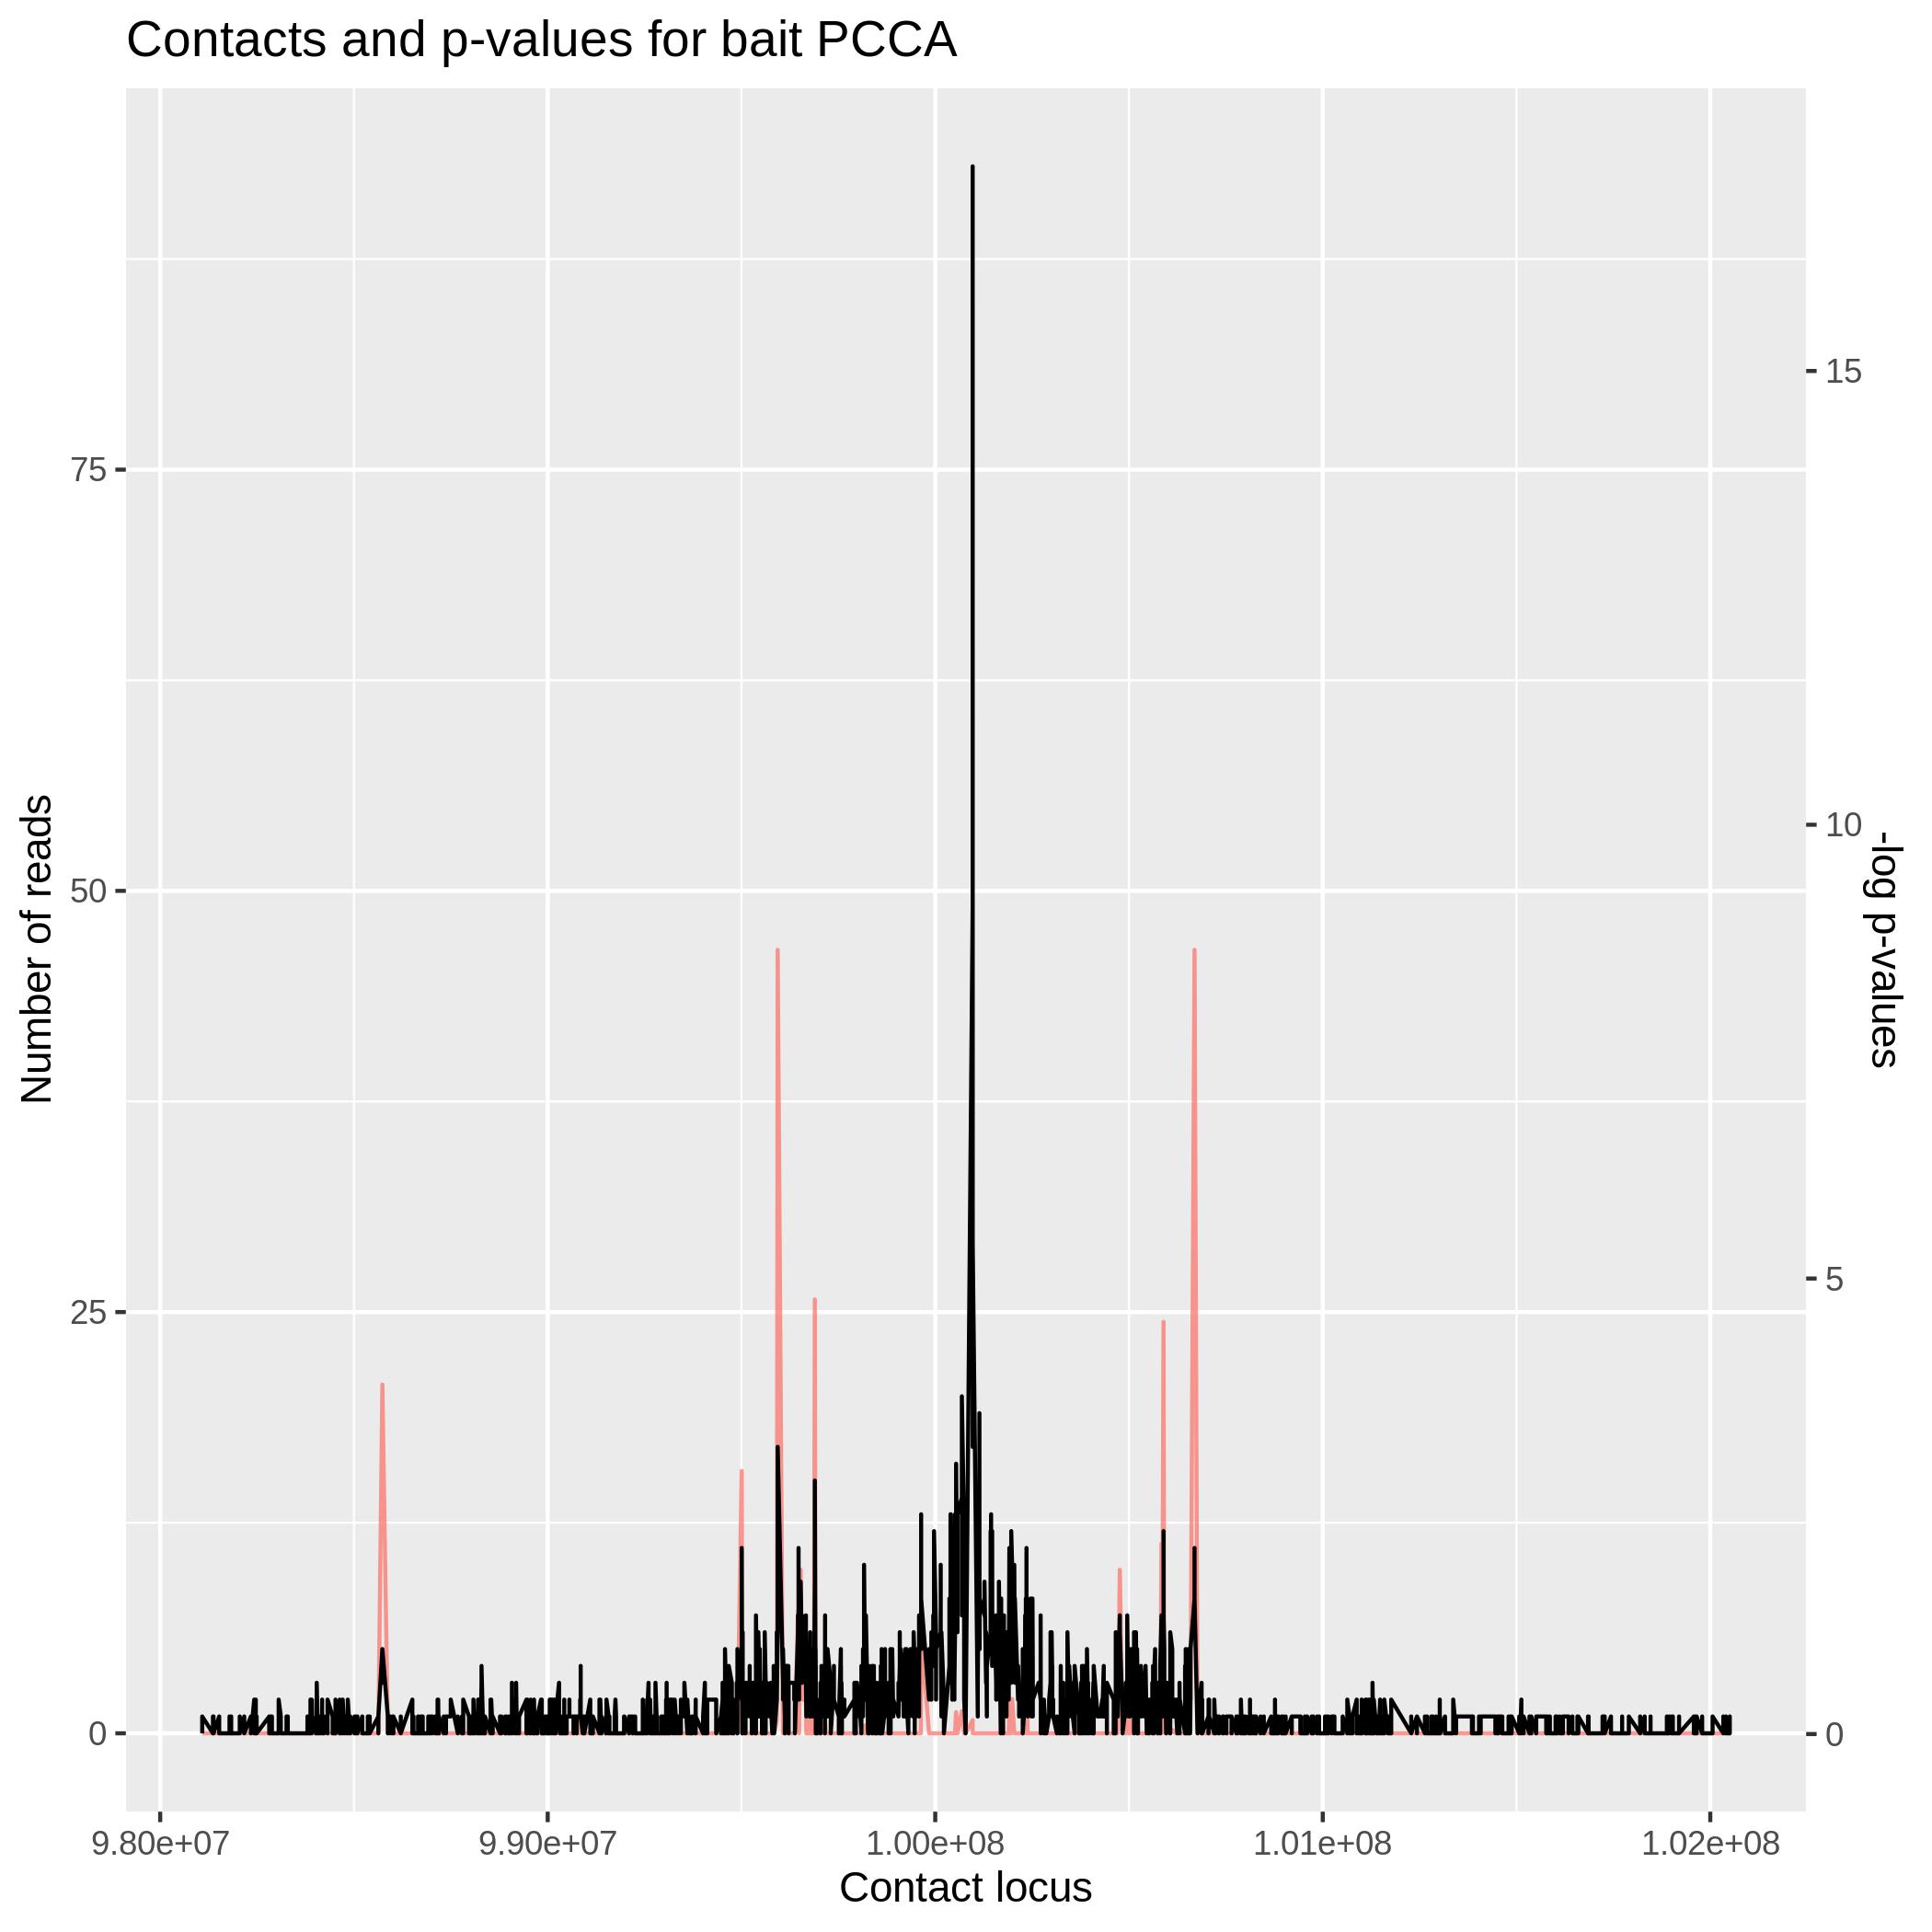 Contacts and p-values for bait PCCA
Number of reads
75
50
25
0
15
10
5
0
-log p-values
9.80e+07
9.90e+07
1.00e+08
1.01e+08
1.02e+08
Contact locus